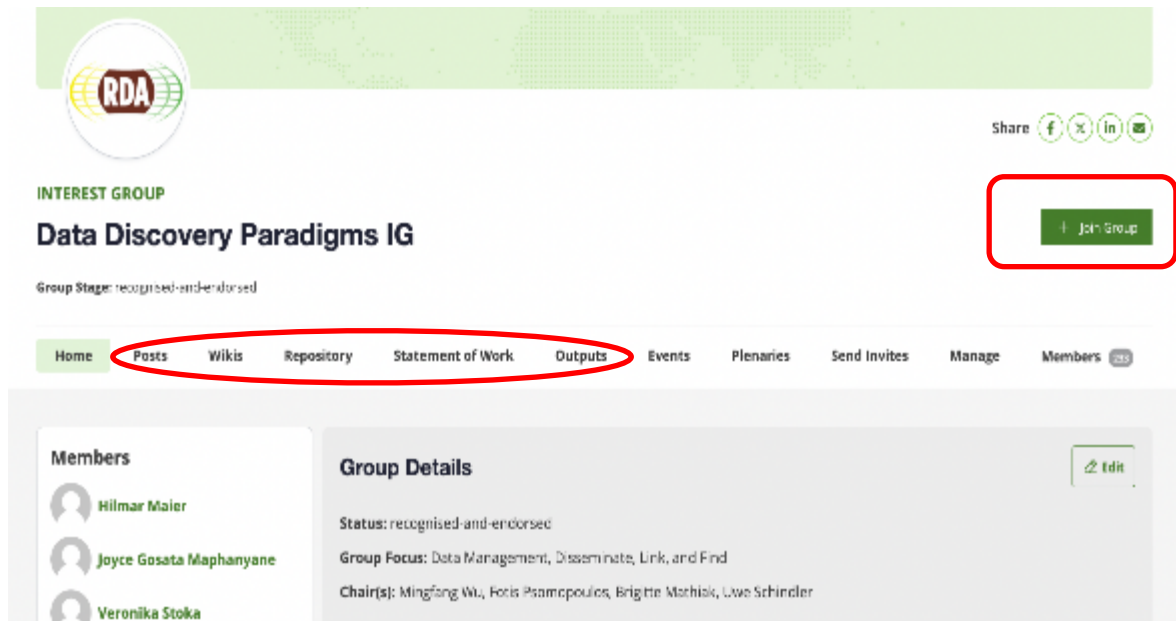 RDA
Share
INTEREST GROUP
Data Discovery Paradigms IG
+ Join Group
Group Stage: recognised-and-endorsed
Home Posts Wikis Repository Statement of Work Outputs Events Plenaries Send Invites Manage Members 293
Members
Hilmar Maier
Joyce Gosata Maphanyane
Veronika Stoka
Group Details
Edit
Status: recognised-and-endorsed
Group Focus: Data Management, Disseminate, Link, and Find
Chair(s): Mingfang Wu, Fotis Psomopoulos, Brigitte Mathiak, Uwe Schindler